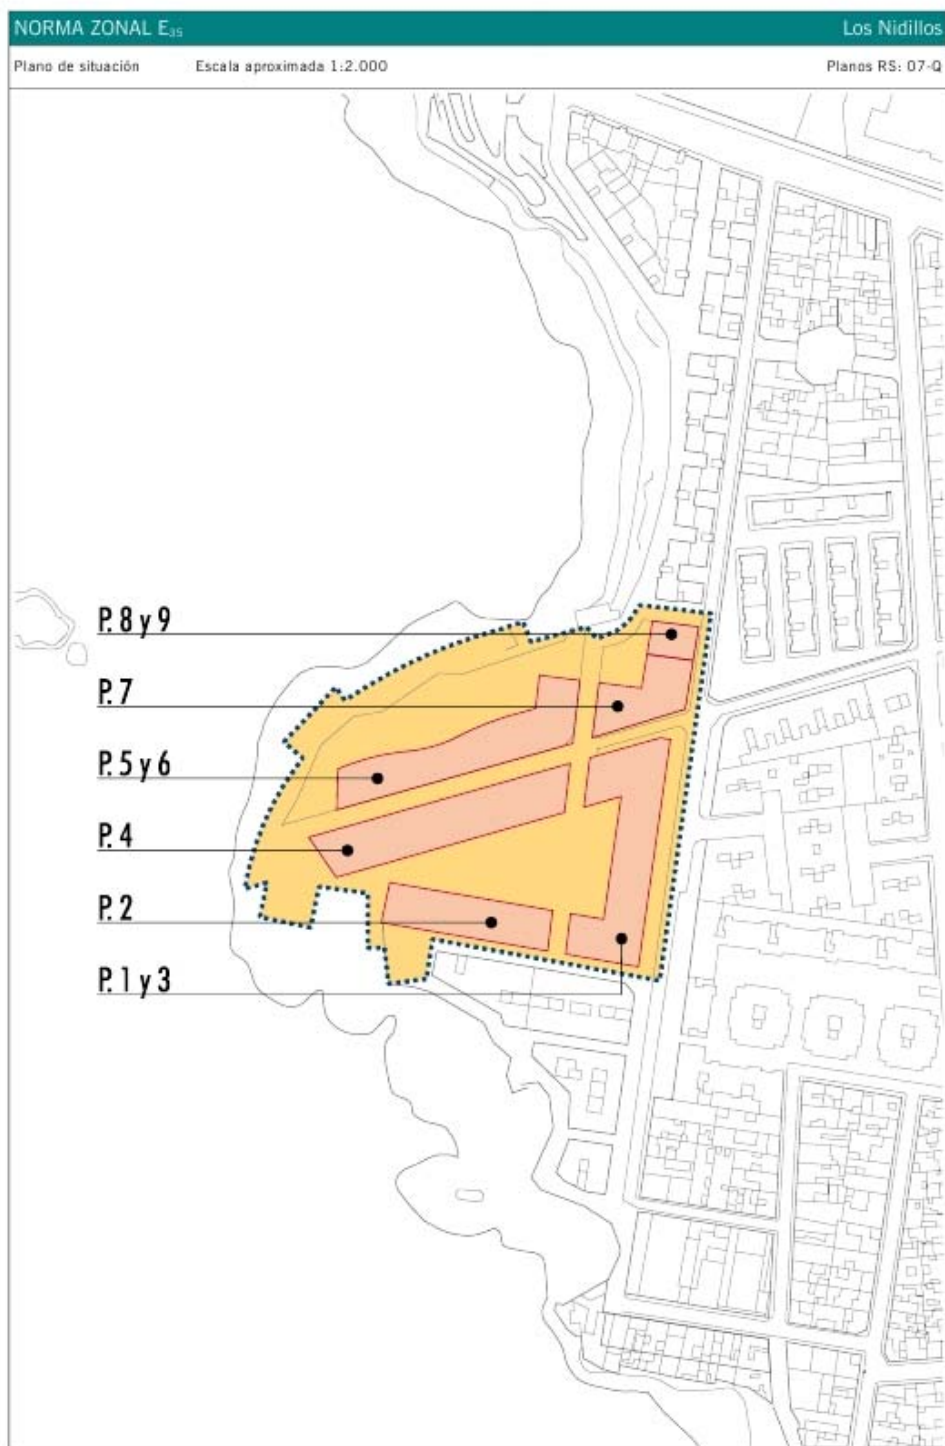 NORMA ZONAL E35 Los Nidillos
Plano de situación Escala aproximada 1:2.000 Planos RS: 07-Q
P. 8 y 9
P. 7
P. 5 y 6
P. 4
P. 2
P. 1 y 3